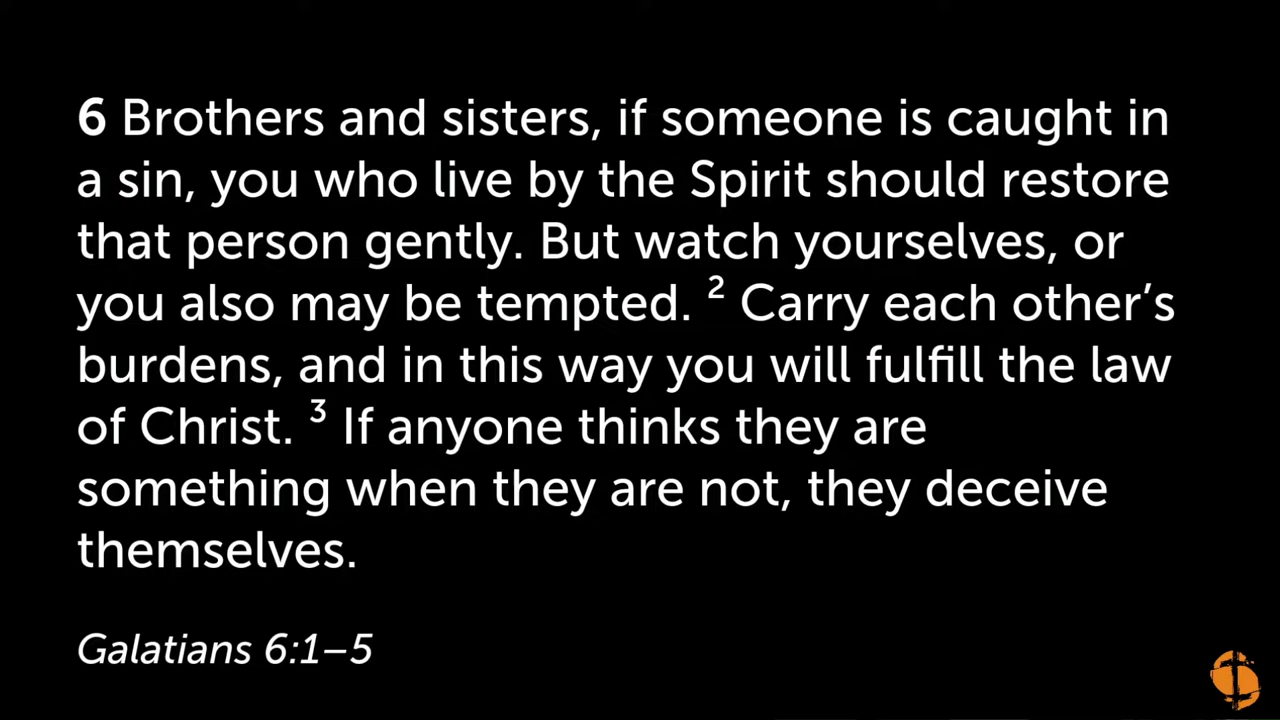 6 Brothers and sisters, if someone is caught in
a sin, you who live by the Spirit should restore
that person gently. But watch yourselves, or
you also may be tempted. ² Carry each other’s
burdens, and in this way you will fulfill the law
of Christ. ³ If anyone thinks they are
something when they are not, they deceive
themselves.
Galatians 6:1–5